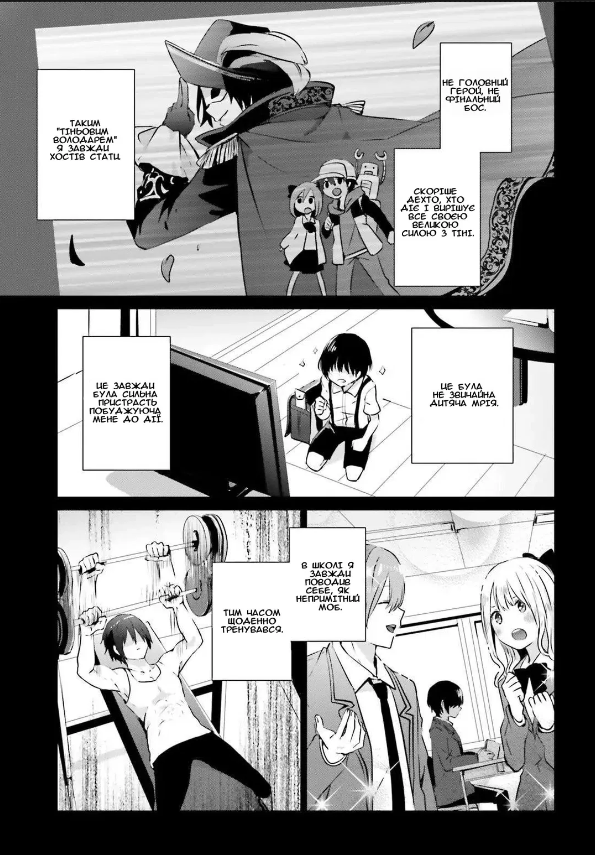 НЕ ГОЛОВНИЙ
ГЕРОЙ, НЕ
ФІНАЛЬНИЙ
БОС.
СКОРІШЕ
ДЕХТО, ХТО
ДІЄ І ВИРІШУЄ
ВСЕ СВОЄЮ
ВЕЛИКОЮ
СИЛОЮ З ТІНІ.
ТАКИМ
"ТІНЬОВИМ
ВОЛОДАРЕМ"
Я ЗАВЖДИ
ХОСТІВ СТАТИ.
ЦЕ БУЛА
НЕ ЗВИЧАЙНА
ДИТЯЧА МРІЯ.
ЦЕ ЗАВЖДИ
БУЛА СИЛЬНА
ПРИСТРАСТЬ
ПОБУДЖУЮЧА
МЕНЕ ДО ДІЇ.
В ШКОЛІ Я
ЗАВЖДИ
ПОВОДИВ
СЕБЕ, ЯК
НЕПРИМІТНИЙ
МОБ.
ТИМ ЧАСОМ
ЩОДЕННО
ТРЕНУВАВСЯ.